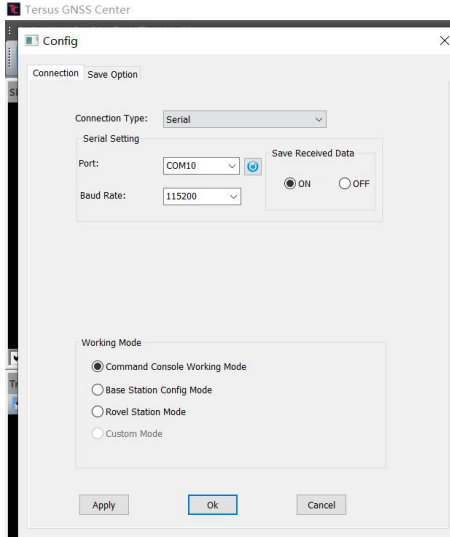 Tersus GNSS Center
Config
Connection Save Option
Connection Type: Serial
Serial Setting
Save Received Data
Port: COM10
ON OFF
Baud Rate: 115200
Working Mode
Command Console Working Mode
Base Station Config Mode
Rovel Station Mode
Custom Mode
Apply Ok Cancel